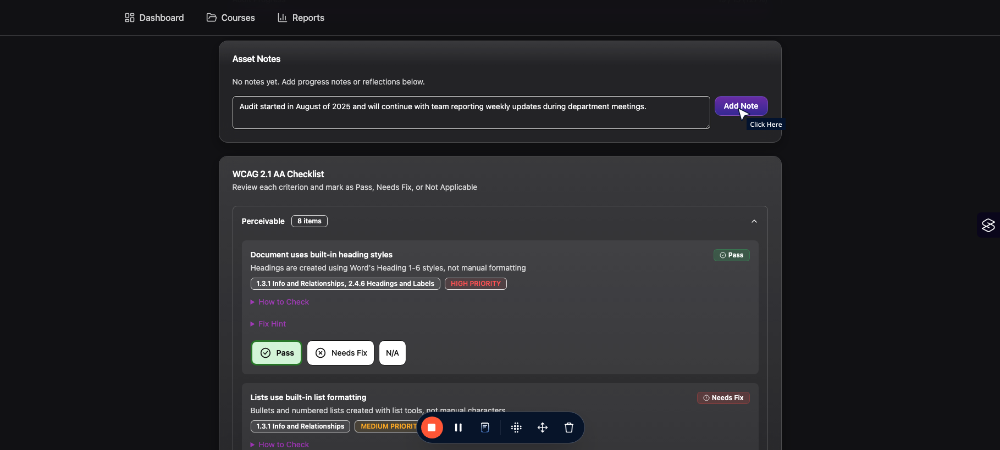 Dashboard
Courses
Reports
Asset Notes
No notes yet. Add progress notes or reflections below.
Audit started in August of 2025 and will continue with team reporting weekly updates during department meetings.
Add Note
Click Here
WCAG 2.1 AA Checklist
Review each criterion and mark as Pass, Needs Fix, or Not Applicable
Perceivable
8 items
Document uses built-in heading styles
Pass
Headings are created using Word's Heading 1-6 styles, not manual formatting
1.3.1 Info and Relationships, 2.4.6 Headings and Labels
HIGH PRIORITY
How to Check
Fix Hint
Pass
Needs Fix
N/A
Lists use built-in list formatting
Needs Fix
Bullets and numbered lists created with list tools, not manual characters
1.3.1 Info and Relationships
MEDIUM PRIORIT
How to Check